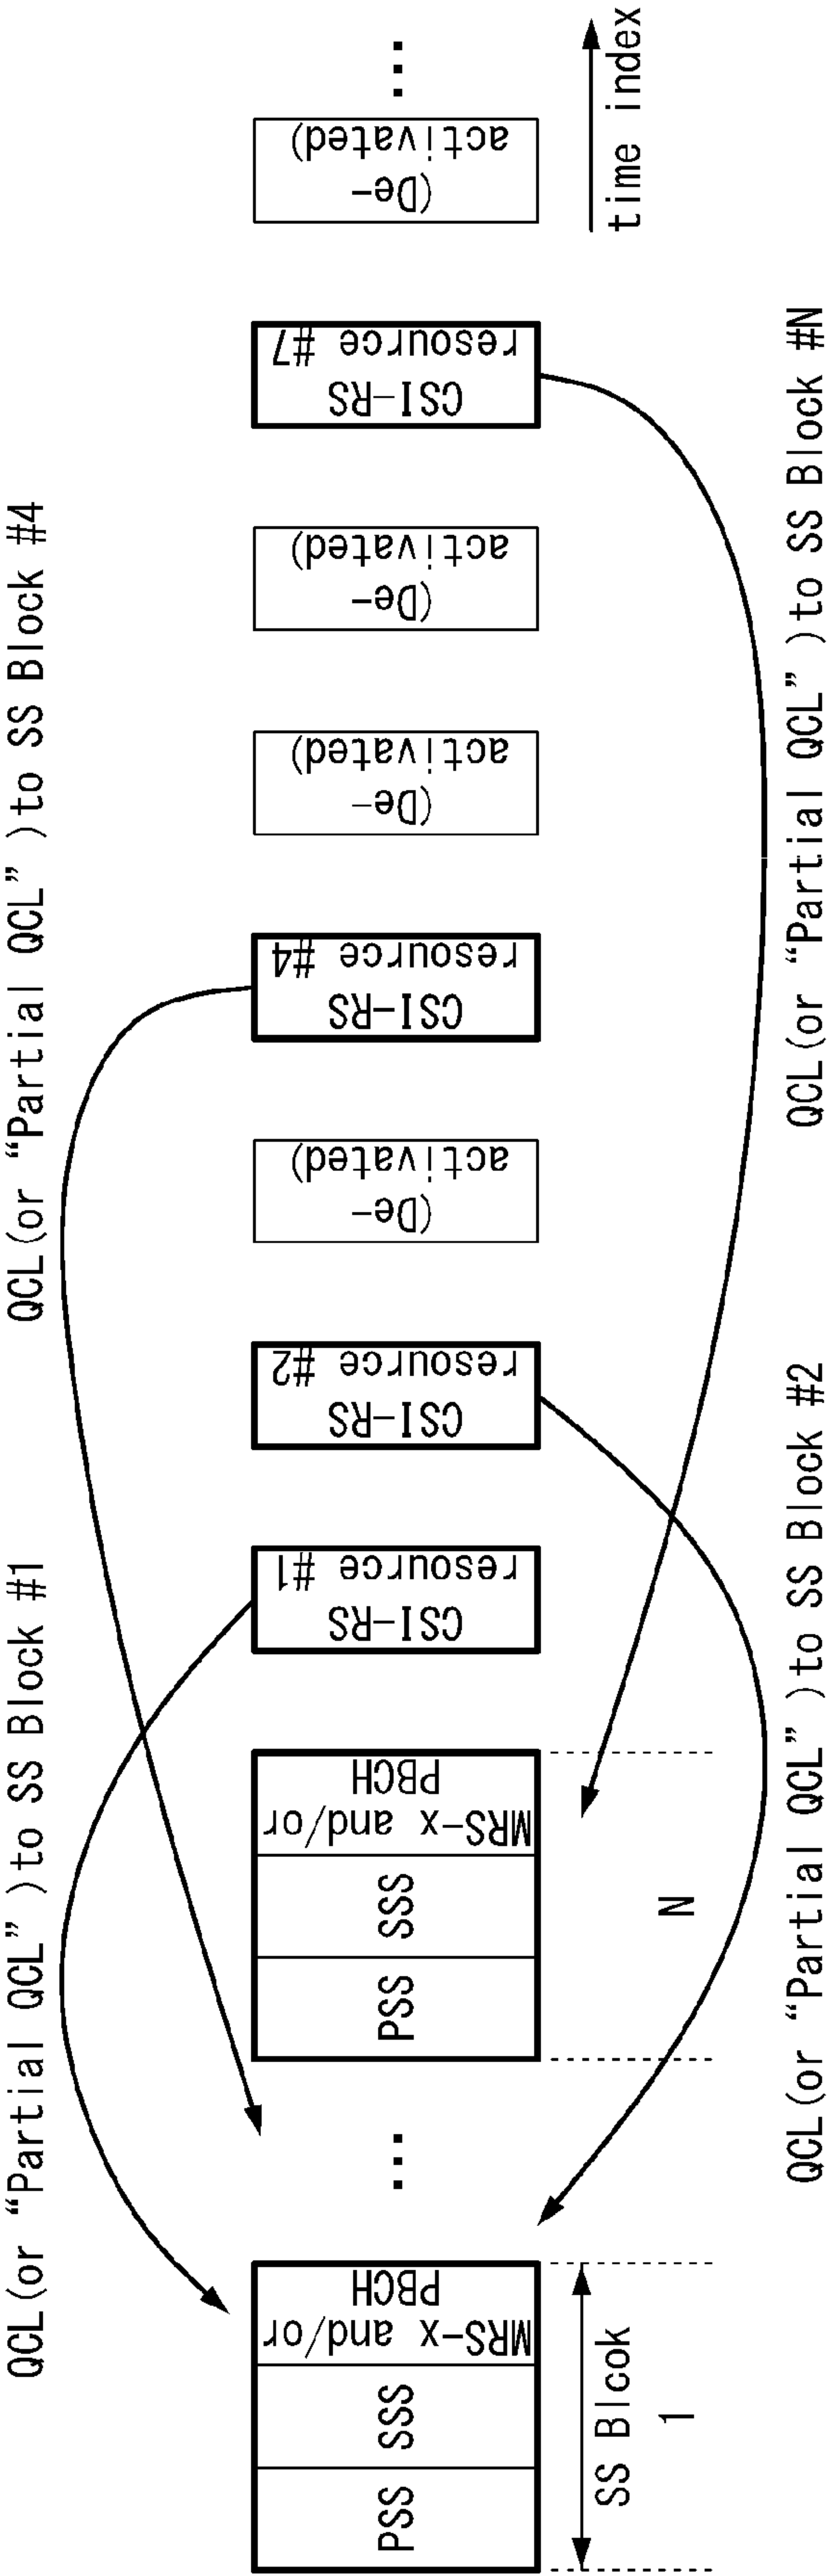 QCL(or “Partial QCL”)to SS Block #1
QCL(or “Partial QCL”)to SS Block #4
PSS
SSS
MRS-x and/or
PBCH
...
PSS
SSS
MRS-x and/or
PBCH
CSI-RS
resource #1
CSI-RS
resource #2
(De-
activated)
CSI-RS
resource #4
(De-
activated)
(De-
activated)
CSI-RS
resource #7
(De-
activated)
...
SS Blcok
1
N
time index
QCL(or “Partial QCL”)to SS Block #2
QCL(or “Partial QCL”)to SS Block #N